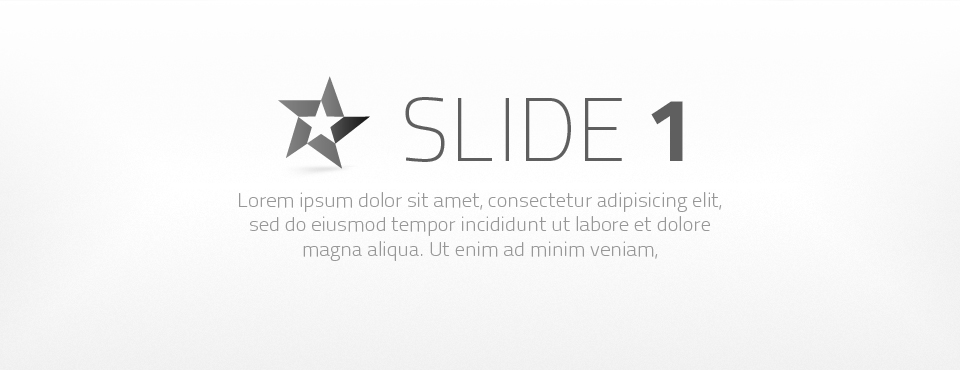 SLIDE 1
Lorem ipsum dolor sit amet, consectetur adipisicing elit,
sed do eiusmod tempor incididunt ut labore et dolore
magna aliqua. Ut enim ad minim veniam,